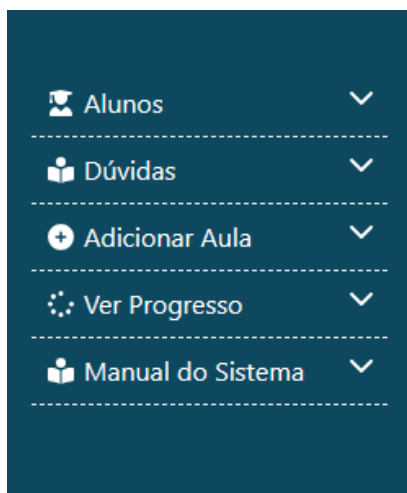 Alunos
Dúvidas
Adicionar Aula
Ver Progresso
Manual do Sistema